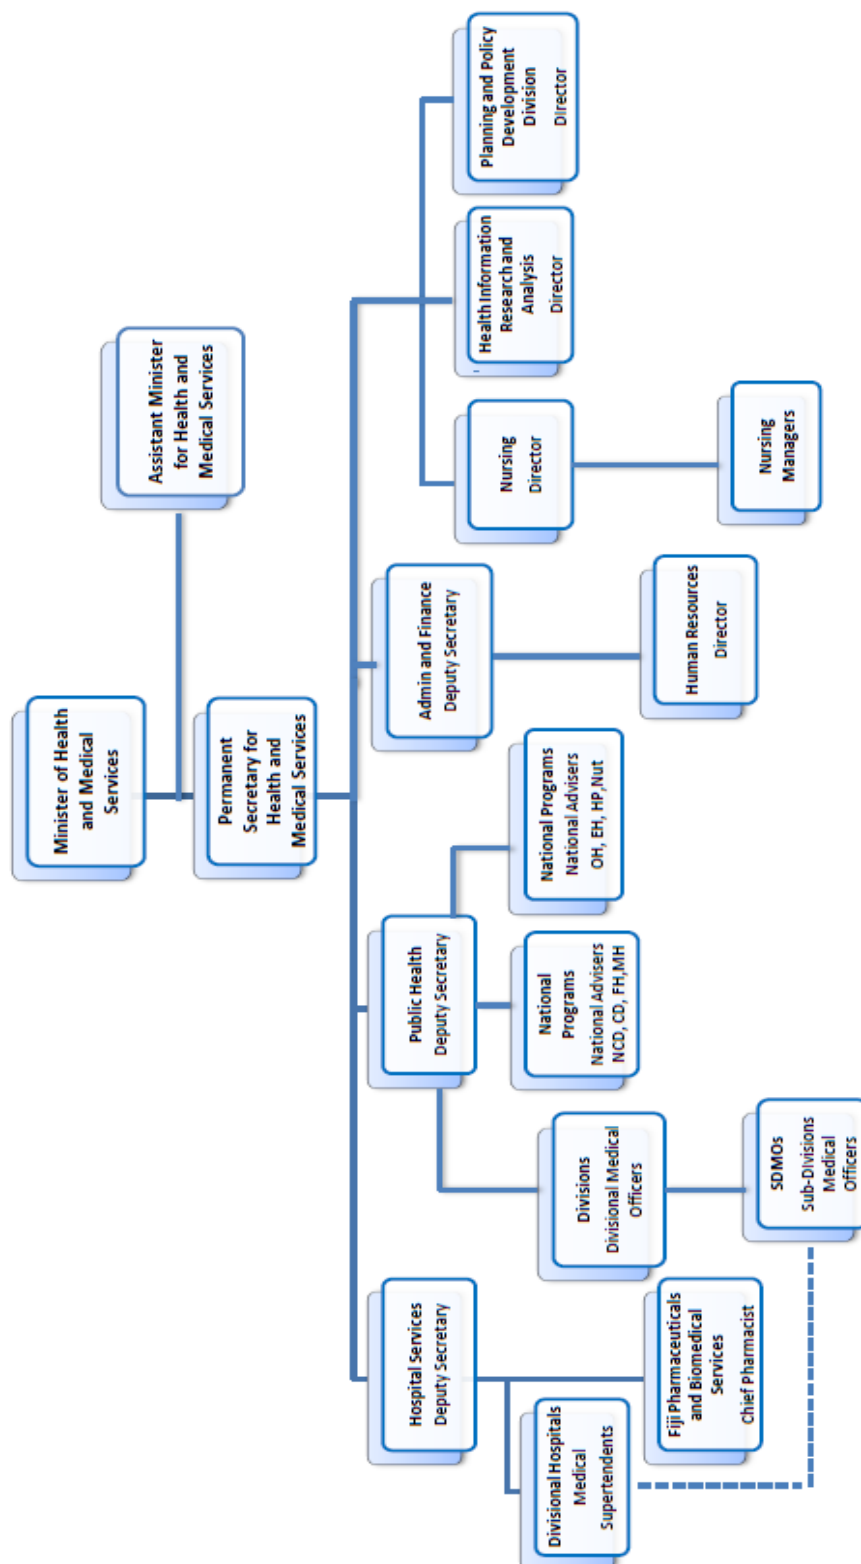 Minister of Health
and Medical
Services
Assistant Minister
for Health and
Medical Services
Permanent
Secretary for
Health and
Medical Services
Hospital Services
Deputy Secretary
Public Health
Deputy Secretary
Admin and Finance
Deputy Secretary
Nursing
Director
Health Information
Research and
Analysis
Director
Planning and Policy
Development
Division
Director
Divisional Hospitals
Medical
Supertendents
Fiji Pharmaceuticals
and Biomedical
Services
Chief Pharmacist
Divisions
Divisional Medical
Officers
National
Programs
National Advisers
NCD, CD, FH,MH
National Programs
National Advisers
OH, EH, HP,Nut
Human Resources
Director
Nursing
Managers
SDMOs
Sub-Divisions
Medical
Officers